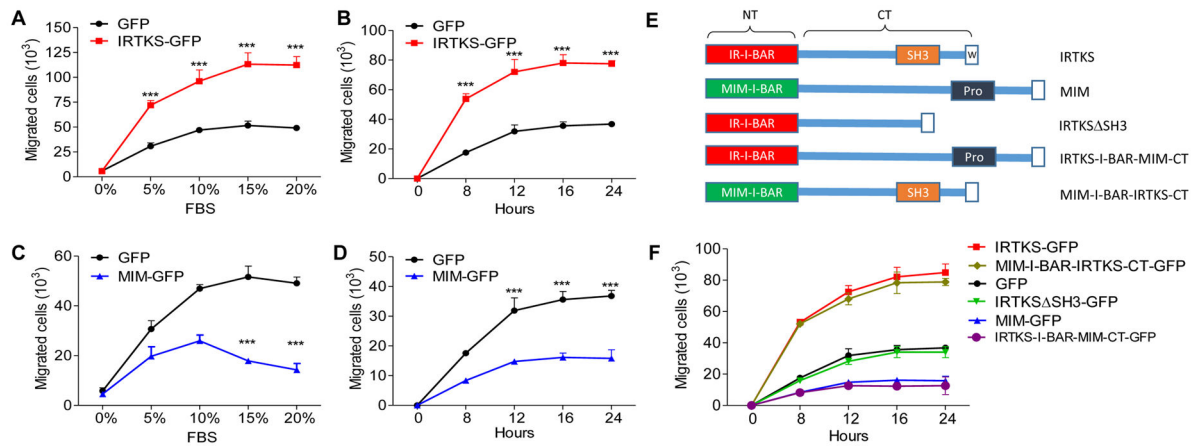 A
GFP
IRTKS-GFP
Migrated cells (10³)
150
125
100
75
50
25
0
*** *** *** ***
0% 5% 10% 15% 20%
FBS
B
GFP
IRTKS-GFP
Migrated cells (10³)
100
80
60
40
20
0
*** *** *** ***
0 8 12 16 24
Hours
E
NT CT
IR-I-BAR SH3 W IRTKS
MIM-I-BAR Pro MIM
IR-I-BAR IRTKSΔSH3
IR-I-BAR Pro IRTKS-I-BAR-MIM-CT
MIM-I-BAR SH3 MIM-I-BAR-IRTKS-CT
C
GFP
MIM-GFP
Migrated cells (10³)
60
40
20
0
*** ***
0% 5% 10% 15% 20%
FBS
D
GFP
MIM-GFP
Migrated cells (10³)
50
40
30
20
10
0
*** *** ***
0 8 12 16 24
Hours
F
Migrated cells (10³)
100
80
60
40
20
0
0 8 12 16 24
Hours
IRTKS-GFP
MIM-I-BAR-IRTKS-CT-GFP
GFP
IRTKSΔSH3-GFP
MIM-GFP
IRTKS-I-BAR-MIM-CT-GFP